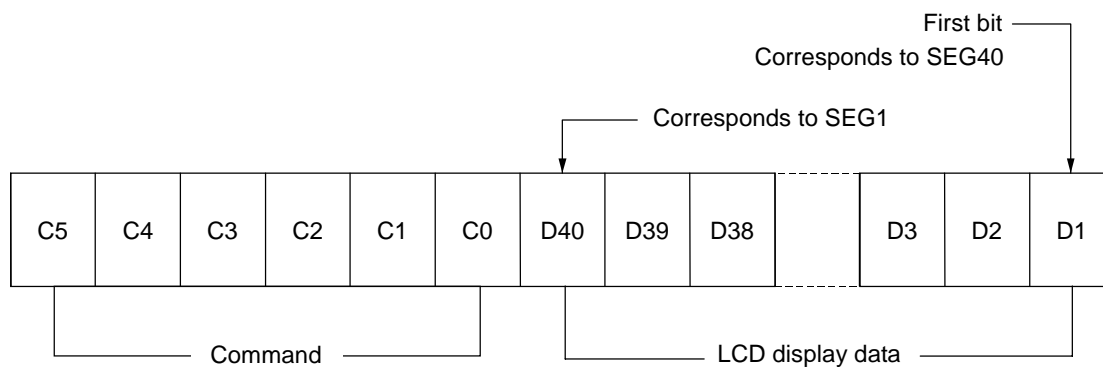 First bit
Corresponds to SEG40
Corresponds to SEG1
C5 C4 C3 C2 C1 C0 D40 D39 D38 D3 D2 D1
Command LCD display data